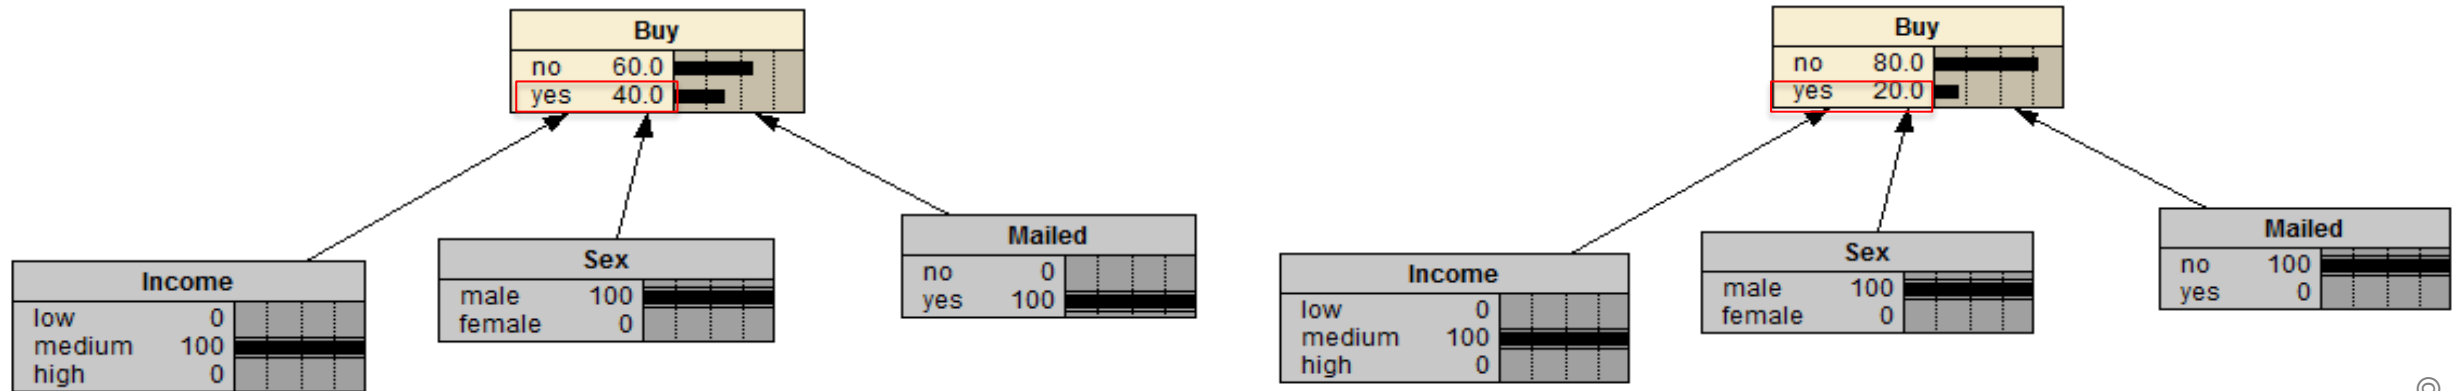 Buy
no 60.0
yes 40.0
Income
low 0
medium 100
high 0
Sex
male 100
female 0
Mailed
no 0
yes 100
Buy
no 80.0
yes 20.0
Income
low 0
medium 100
high 0
Sex
male 100
female 0
Mailed
no 100
yes 0